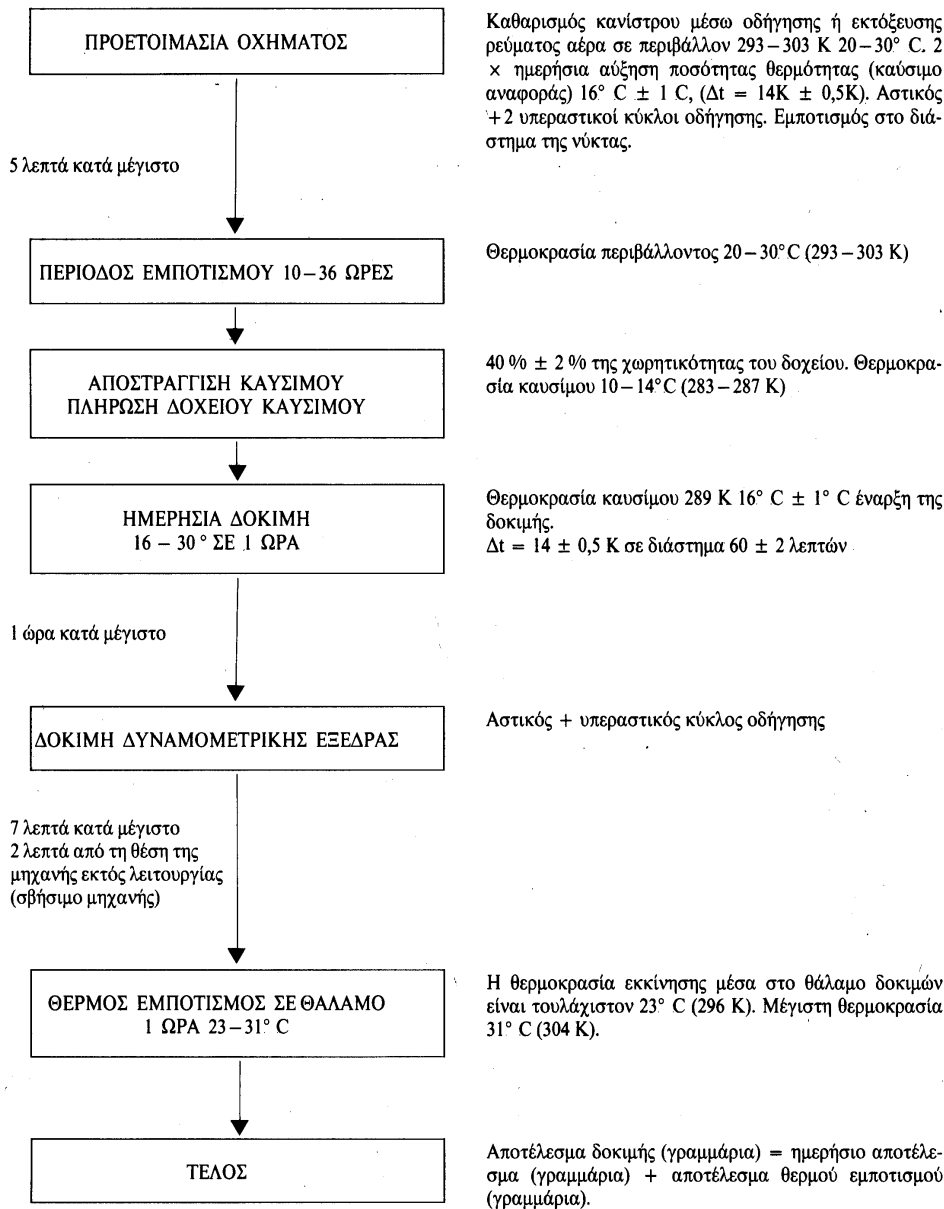 ΠΡΟΕΤΟΙΜΑΣΙΑ ΟΧΗΜΑΤΟΣ
Καθαρισμός κανίστρου μέσω οδήγησης ή εκτόξευσης
ρεύματος αέρα σε περιβάλλον 293–303 K 20–30° C. 2
× ημερήσια αύξηση ποσότητας θερμότητας (καύσιμο
αναφοράς) 16° C ± 1 C, (Δt = 14K ± 0,5K). Αστικός
+2 υπεραστικοί κύκλοι οδήγησης. Εμποτισμός στο διά-
στημα της νύκτας.
5 λεπτά κατά μέγιστο
ΠΕΡΙΟΔΟΣ ΕΜΠΟΤΙΣΜΟΥ 10–36 ΩΡΕΣ
Θερμοκρασία περιβάλλοντος 20–30°C (293–303 K)
ΑΠΟΣΤΡΑΓΓΙΣΗ ΚΑΥΣΙΜΟΥ
ΠΛΗΡΩΣΗ ΔΟΧΕΙΟΥ ΚΑΥΣΙΜΟΥ
40 % ± 2 % της χωρητικότητας του δοχείου. Θερμοκρα-
σία καυσίμου 10–14°C (283–287 K)
ΗΜΕΡΗΣΙΑ ΔΟΚΙΜΗ
16 – 30° ΣΕ 1 ΩΡΑ
Θερμοκρασία καυσίμου 289 K 16° C ± 1° C έναρξη της
δοκιμής.
Δt = 14 ± 0,5 K σε διάστημα 60 ± 2 λεπτών
1 ώρα κατά μέγιστο
ΔΟΚΙΜΗ ΔΥΝΑΜΟΜΕΤΡΙΚΗΣ ΕΞΕΔΡΑΣ
Αστικός + υπεραστικός κύκλος οδήγησης
7 λεπτά κατά μέγιστο
2 λεπτά από τη θέση της
μηχανής εκτός λειτουργίας
(σβήσιμο μηχανής)
ΘΕΡΜΟΣ ΕΜΠΟΤΙΣΜΟΣ ΣΕ ΘΑΛΑΜΟ
1 ΩΡΑ 23–31° C
Η θερμοκρασία εκκίνησης μέσα στο θάλαμο δοκιμών
είναι τουλάχιστον 23° C (296 K). Μέγιστη θερμοκρασία
31° C (304 K).
ΤΕΛΟΣ
Αποτέλεσμα δοκιμής (γραμμάρια) = ημερήσιο αποτέλε-
σμα (γραμμάρια) + αποτέλεσμα θερμού εμποτισμού
(γραμμάρια).